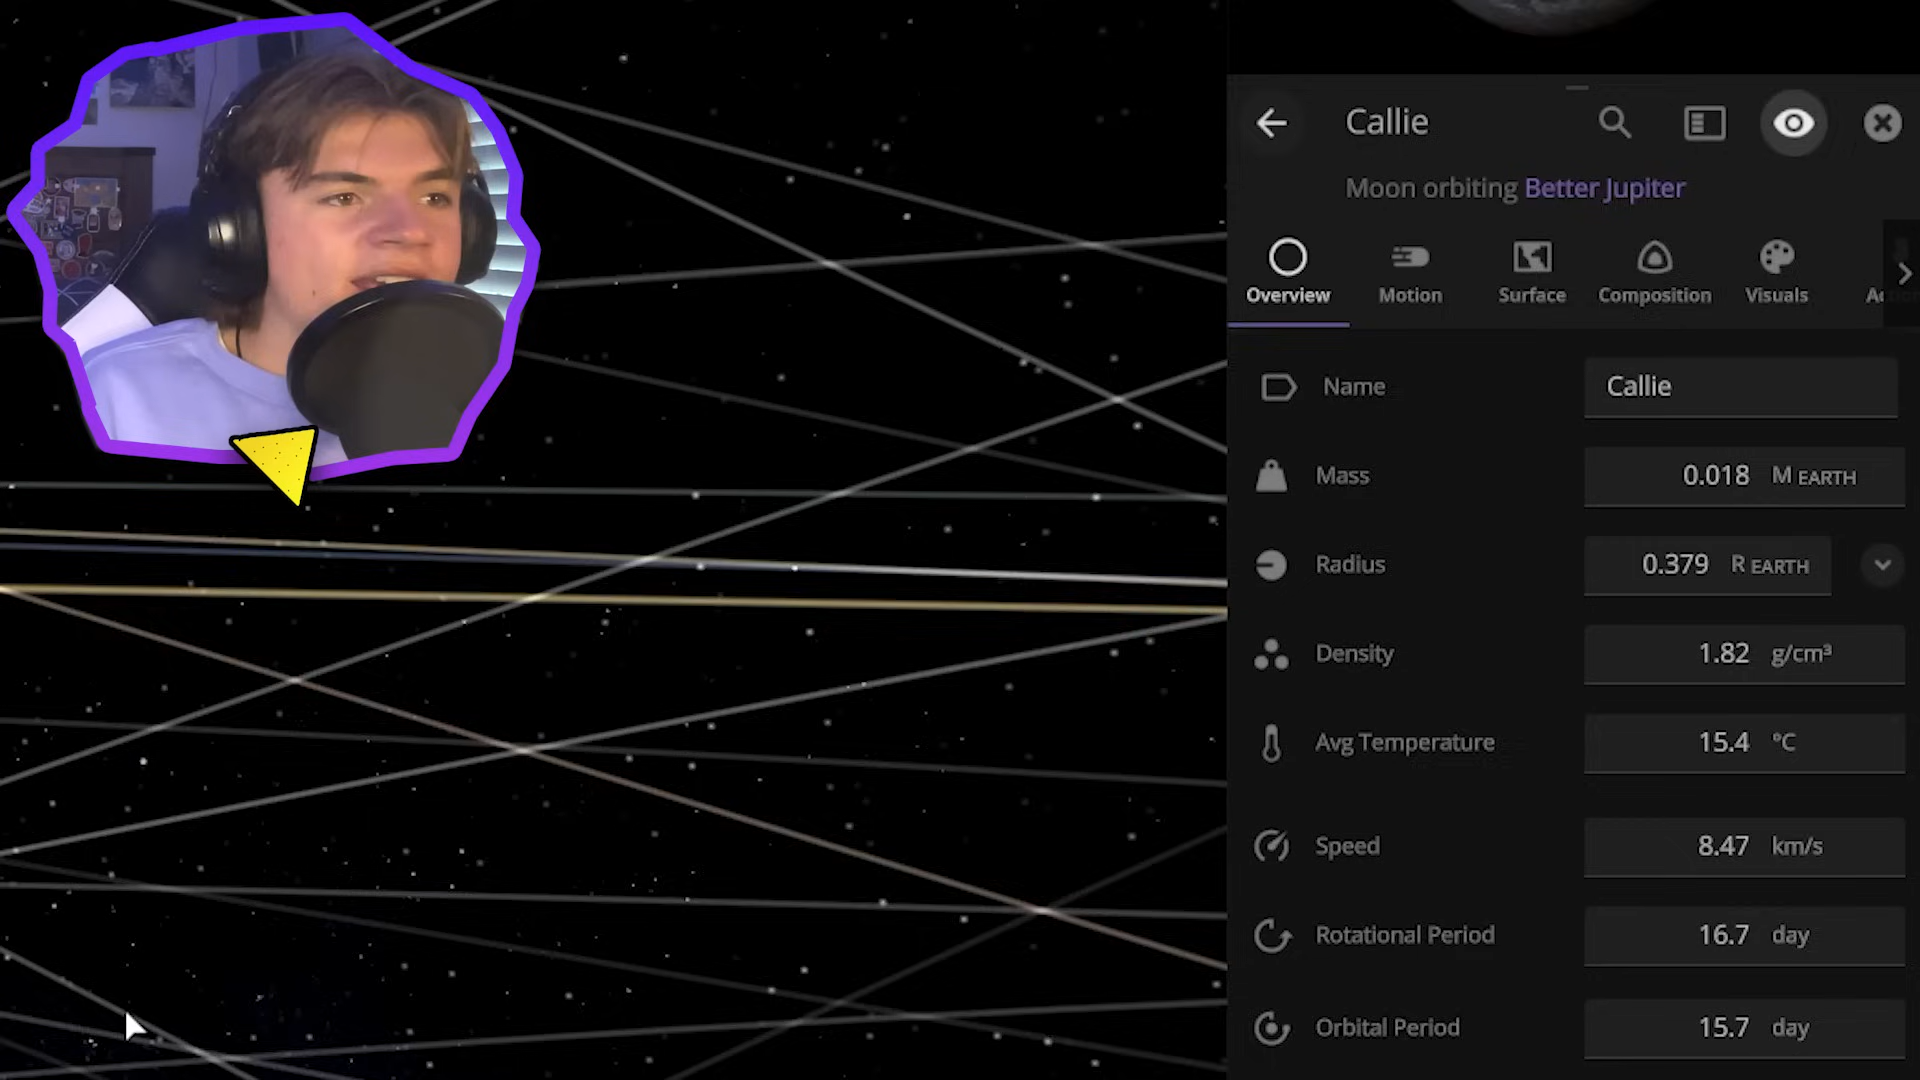 Callie
Moon orbiting Better Jupiter
Overview Motion Surface Composition Visuals
Name Callie
Mass 0.018 M EARTH
Radius 0.379 R EARTH
Density 1.82 g/cm³
Avg Temperature 15.4 °C
Speed 8.47 km/s
Rotational Period 16.7 day
Orbital Period 15.7 day